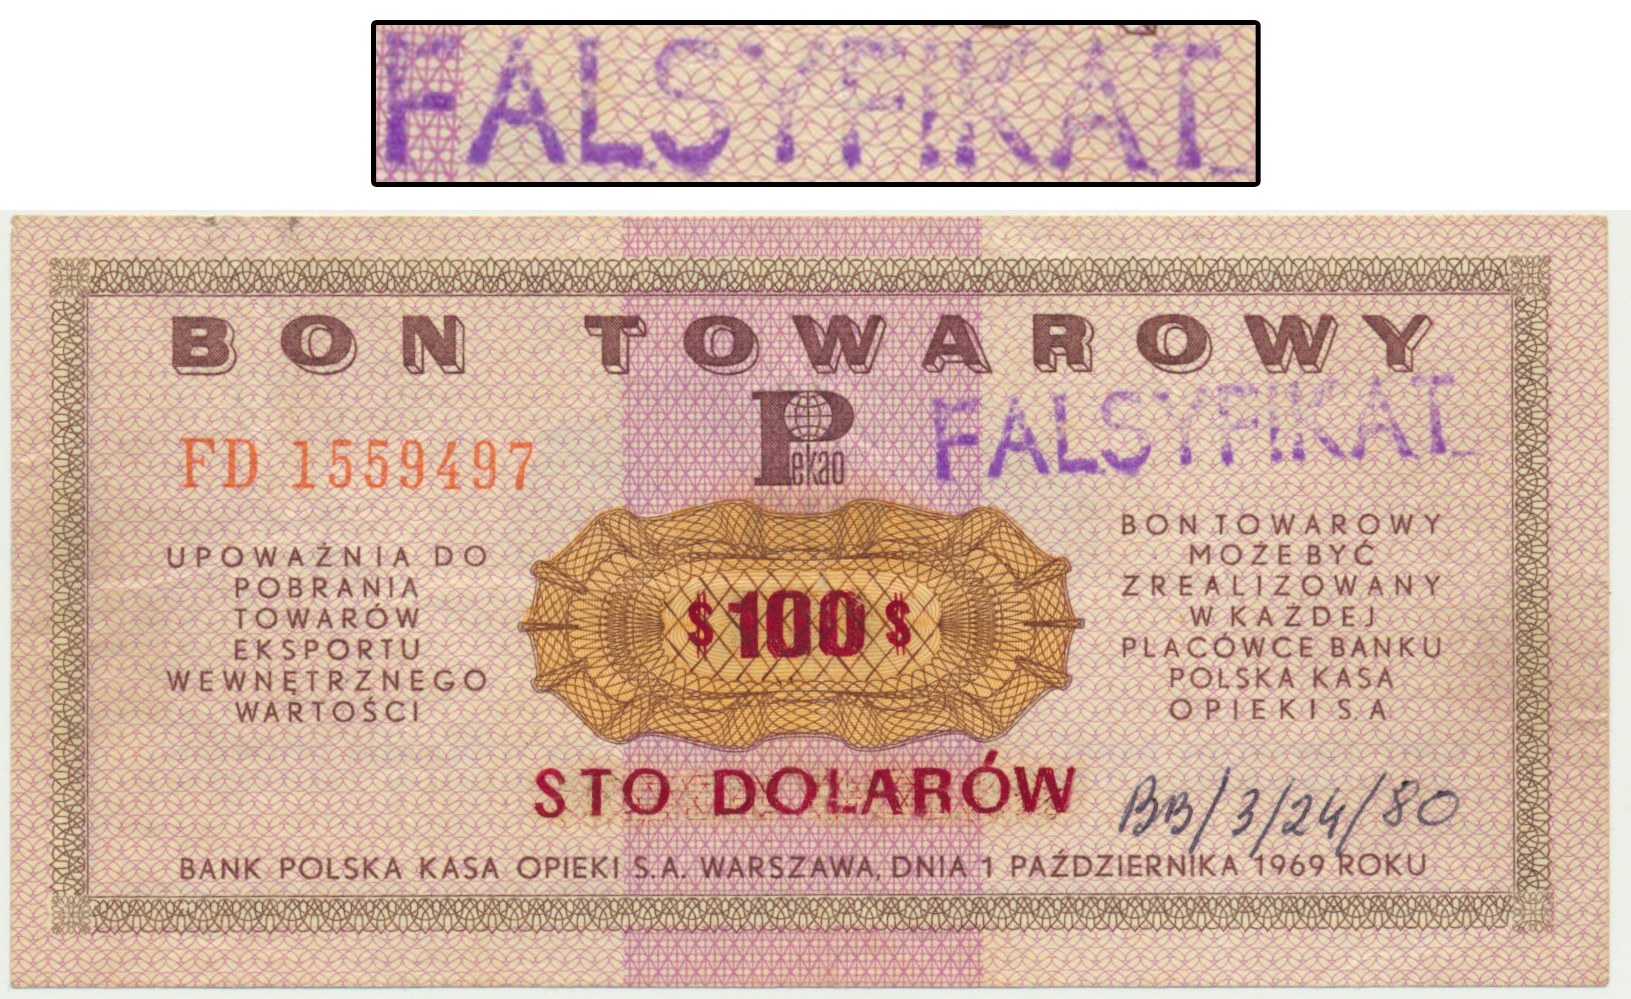 FALSYFIKAT
BON TOWAROWY
Pekao
FALSYFIKAT
FD 1559497
UPOWAŻNIA DO
POBRANIA
TOWARÓW
EKSPORTU
WEWNĘTRZNEGO
WARTOŚCI
$100$
BON TOWAROWY
MOŻE BYĆ
ZREALIZOWANY
W KAŻDEJ
PLACÓWCE BANKU
POLSKA KASA
OPIEKI S.A
STO DOLARÓW
BB/3/24/80
BANK POLSKA KASA OPIEKI S.A. WARSZAWA, DNIA 1 PAŹDZIERNIKA 1969 ROKU